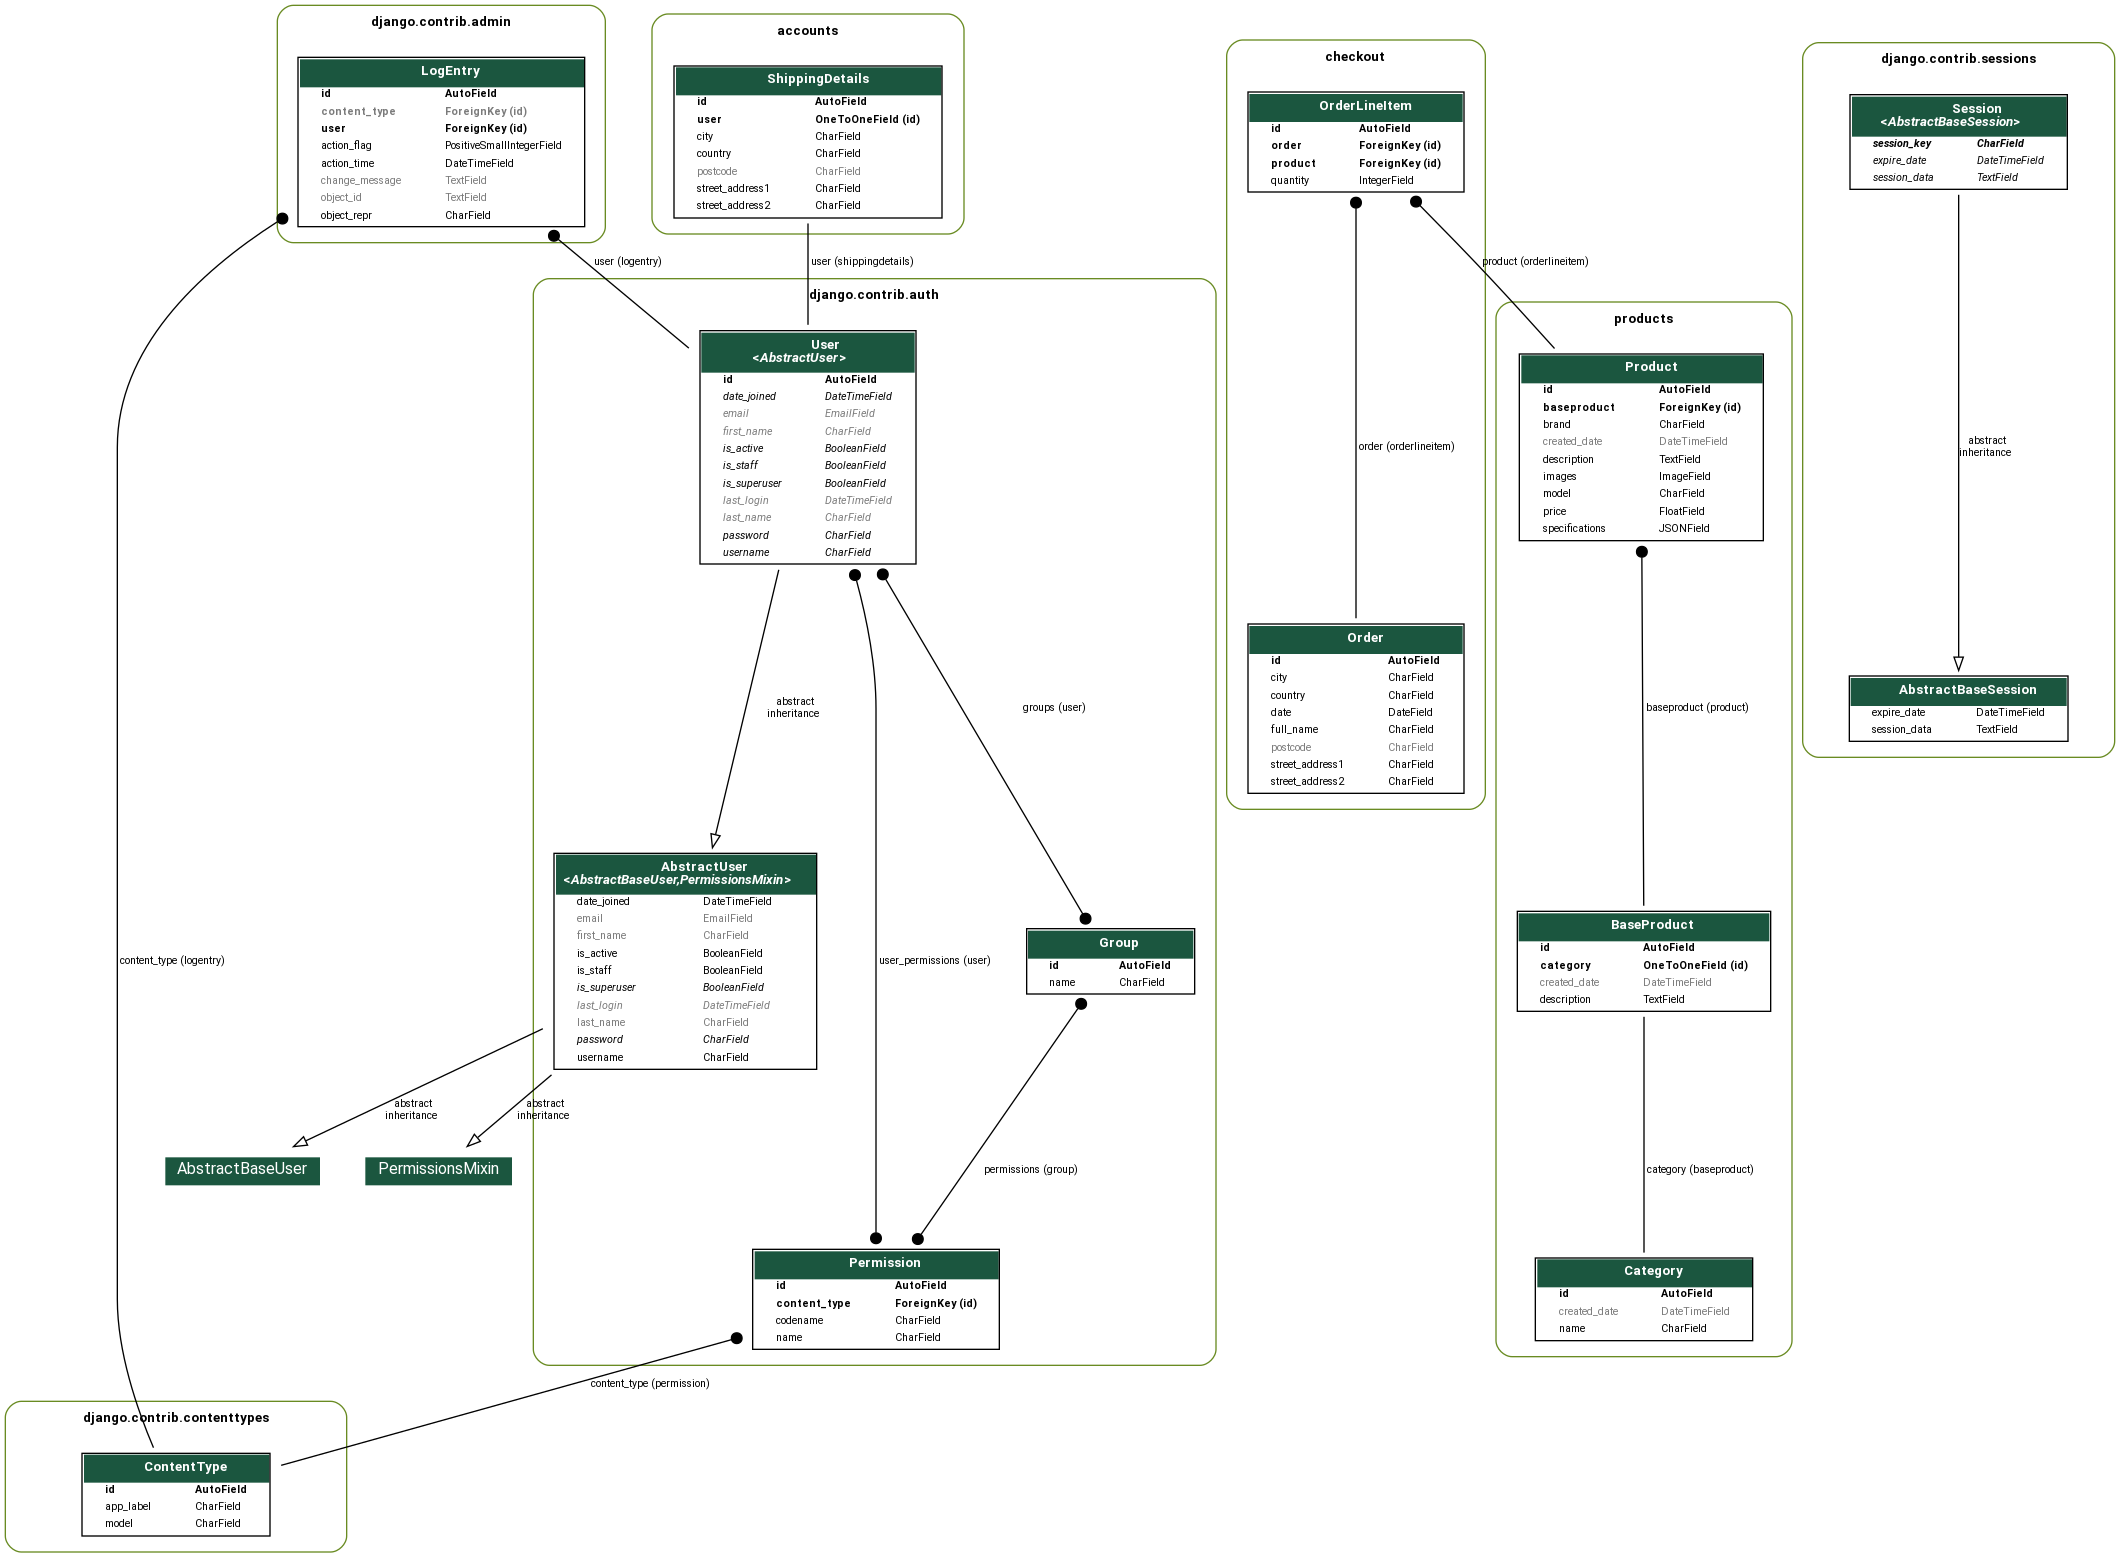 django.contrib.admin
LogEntry
id AutoField
content_type ForeignKey (id)
user ForeignKey (id)
action_flag PositiveSmallIntegerField
action_time DateTimeField
change_message TextField
object_id TextField
object_repr CharField
accounts
ShippingDetails
id AutoField
user OneToOneField (id)
city CharField
country CharField
postcode CharField
street_address1 CharField
street_address2 CharField
checkout
OrderLineItem
id AutoField
order ForeignKey (id)
product ForeignKey (id)
quantity IntegerField
django.contrib.sessions
Session
<AbstractBaseSession>
session_key CharField
expire_date DateTimeField
session_data TextField
user (logentry)
user (shippingdetails)
product (orderlineitem)
django.contrib.auth
User
<AbstractUser>
id AutoField
date_joined DateTimeField
email EmailField
first_name CharField
is_active BooleanField
is_staff BooleanField
is_superuser BooleanField
last_login DateTimeField
last_name CharField
password CharField
username CharField
order (orderlineitem)
products
Product
id AutoField
baseproduct ForeignKey (id)
brand CharField
created_date DateTimeField
description TextField
images ImageField
model CharField
price FloatField
specifications JSONField
abstract
inheritance
abstract
inheritance
groups (user)
Order
id AutoField
city CharField
country CharField
date DateField
full_name CharField
postcode CharField
street_address1 CharField
street_address2 CharField
baseproduct (product)
AbstractBaseSession
expire_date DateTimeField
session_data TextField
AbstractUser
<AbstractBaseUser,PermissionsMixin>
date_joined DateTimeField
email EmailField
first_name CharField
is_active BooleanField
is_staff BooleanField
is_superuser BooleanField
last_login DateTimeField
last_name CharField
password CharField
username CharField
content_type (logentry)
user_permissions (user)
Group
id AutoField
name CharField
BaseProduct
id AutoField
category OneToOneField (id)
created_date DateTimeField
description TextField
abstract
inheritance
abstract
inheritance
AbstractBaseUser
PermissionsMixin
permissions (group)
category (baseproduct)
Permission
id AutoField
content_type ForeignKey (id)
codename CharField
name CharField
Category
id AutoField
created_date DateTimeField
name CharField
content_type (permission)
django.contrib.contenttypes
ContentType
id AutoField
app_label CharField
model CharField